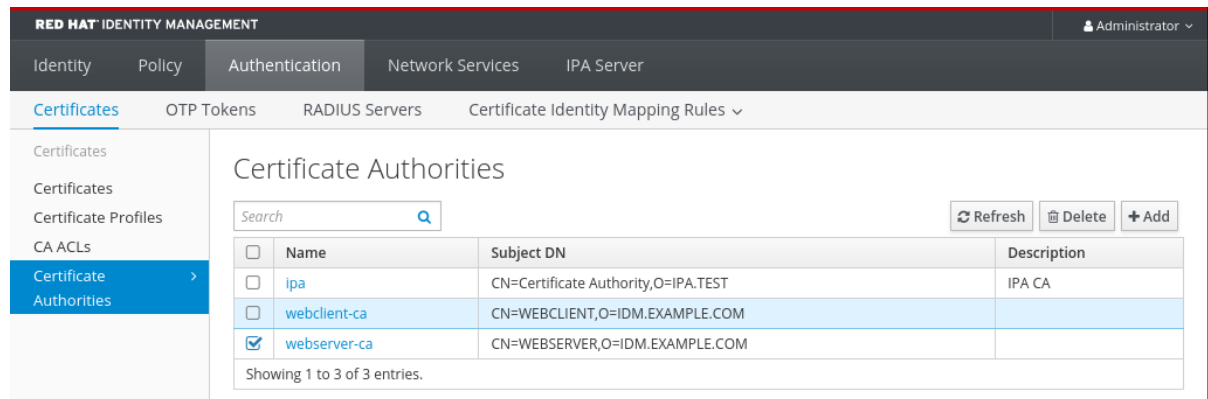 RED HAT IDENTITY MANAGEMENT Administrator
Identity Policy Authentication Network Services IPA Server
Certificates OTP Tokens RADIUS Servers Certificate Identity Mapping Rules
Certificates
Certificates
Certificate Profiles
CA ACLs
Certificate
Authorities
Certificate Authorities
Search Refresh Delete Add
Name Subject DN Description
ipa CN=Certificate Authority,O=IPA.TEST IPA CA
webclient-ca CN=WEBCLIENT,O=IDM.EXAMPLE.COM
webserver-ca CN=WEBSERVER,O=IDM.EXAMPLE.COM
Showing 1 to 3 of 3 entries.